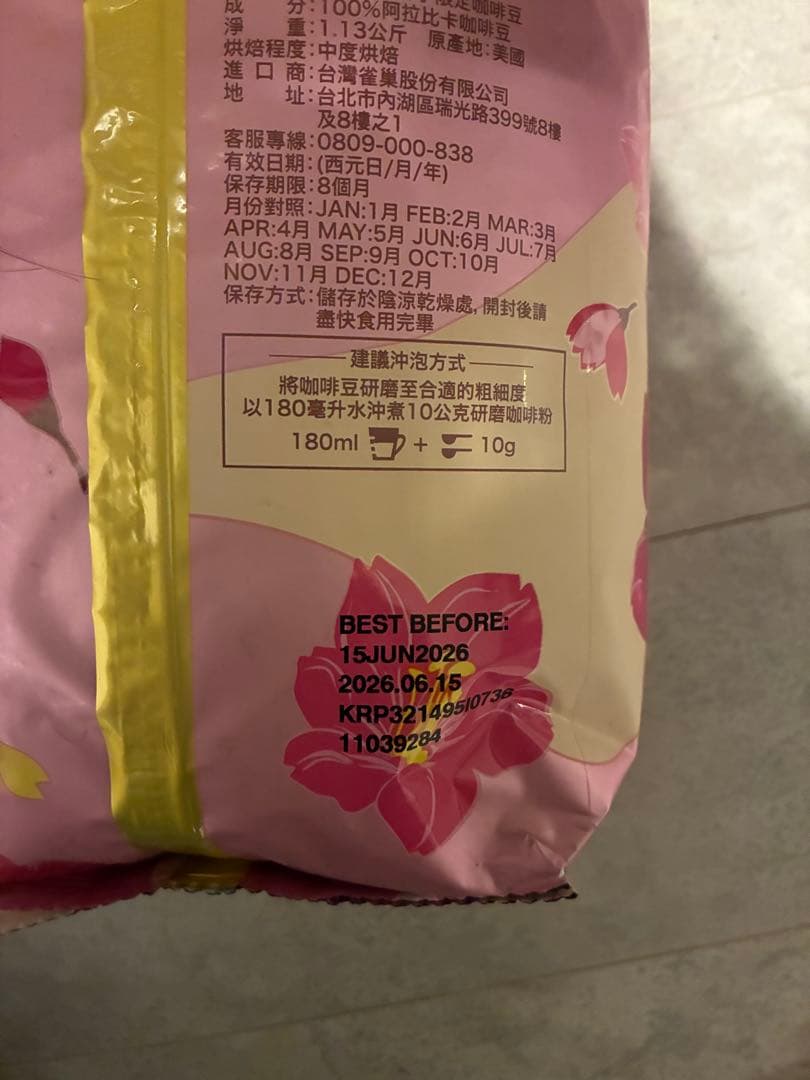 限定咖啡豆
成　　分:100%阿拉比卡咖啡豆
淨　　重:1.13公斤　原產地:美國
烘焙程度:中度烘焙
進 口 商:台灣雀巢股份有限公司
地　　址:台北市內湖區瑞光路399號8樓
及8樓之1
客服專線:0809-000-838
有效日期:(西元日/月/年)
保存期限:8個月
月份對照:JAN:1月 FEB:2月 MAR:3月
APR:4月 MAY:5月 JUN:6月 JUL:7月
AUG:8月 SEP:9月 OCT:10月
NOV:11月 DEC:12月
保存方式:儲存於陰涼乾燥處,開封後請
盡快食用完畢
建議沖泡方式
將咖啡豆研磨至合適的粗細度
以180毫升水沖煮10公克研磨咖啡粉
180ml + 10g
BEST BEFORE:
15JUN2026
2026.06.15
KRP321495I0736
11039284